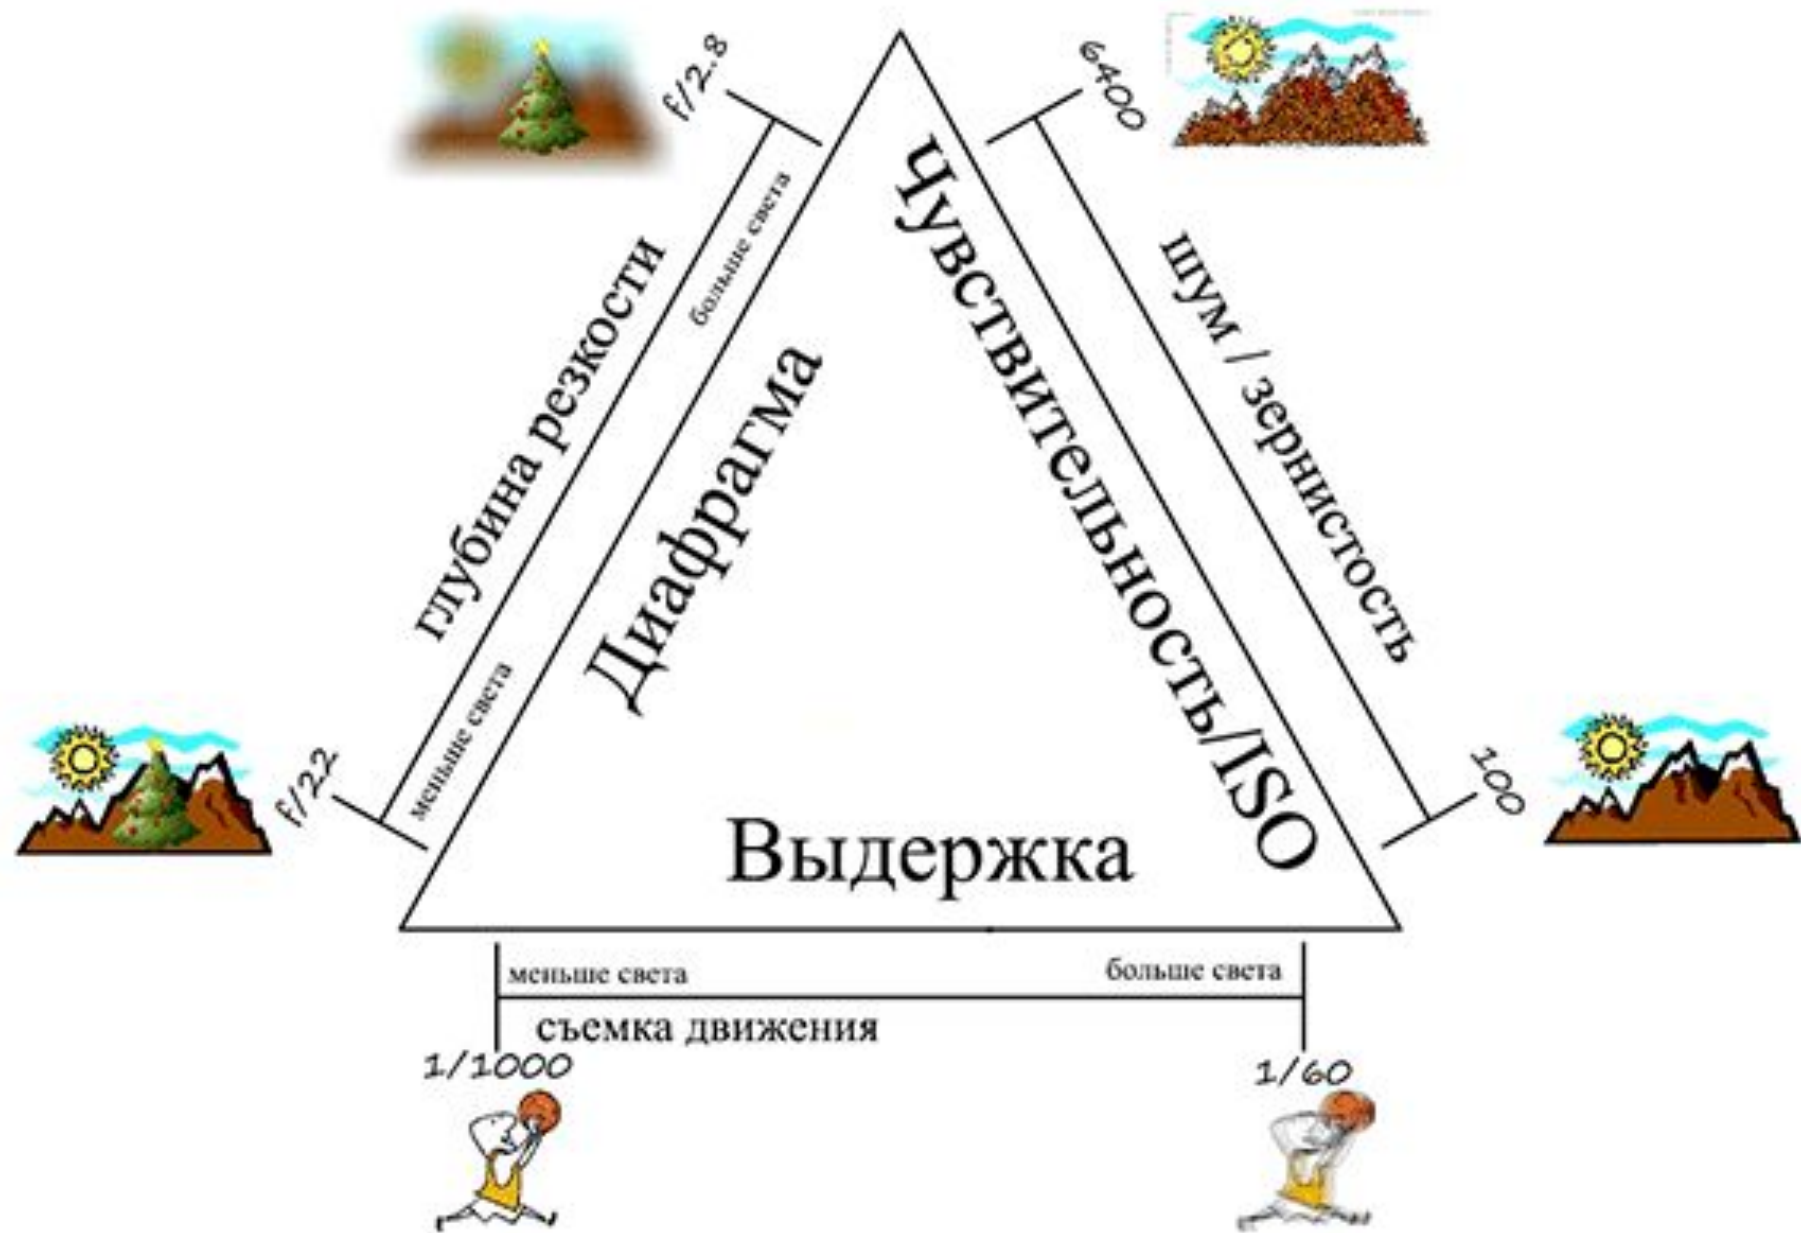 f/2.8
6400
больше света
глубина резкости
Диафрагма
меньше света
f/22
Чувствительность/ISO
шум / зернистость
100
Выдержка
меньше света
больше света
съемка движения
1/1000
1/60